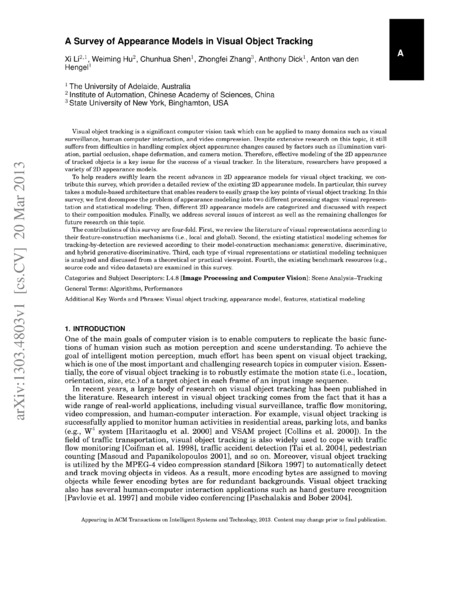 A Survey of Appearance Models in Visual Object Tracking
A
Xi Li2,1, Weiming Hu2, Chunhua Shen1, Zhongfei Zhang3, Anthony Dick1, Anton van den
Hengel1
1 The University of Adelaide, Australia
2 Institute of Automation, Chinese Academy of Sciences, China
3 State University of New York, Binghamton, USA
Visual object tracking is a significant computer vision task which can be applied to many domains such as visual
surveillance, human computer interaction, and video compression. Despite extensive research on this topic, it still
suffers from difficulties in handling complex object appearance changes caused by factors such as illumination vari-
ation, partial occlusion, shape deformation, and camera motion. Therefore, effective modeling of the 2D appearance
of tracked objects is a key issue for the success of a visual tracker. In the literature, researchers have proposed a
variety of 2D appearance models.
To help readers swiftly learn the recent advances in 2D appearance models for visual object tracking, we con-
tribute this survey, which provides a detailed review of the existing 2D appearance models. In particular, this survey
takes a module-based architecture that enables readers to easily grasp the key points of visual object tracking. In this
survey, we first decompose the problem of appearance modeling into two different processing stages: visual represen-
tation and statistical modeling. Then, different 2D appearance models are categorized and discussed with respect
to their composition modules. Finally, we address several issues of interest as well as the remaining challenges for
future research on this topic.
The contributions of this survey are four-fold. First, we review the literature of visual representations according to
their feature-construction mechanisms (i.e., local and global). Second, the existing statistical modeling schemes for
tracking-by-detection are reviewed according to their model-construction mechanisms: generative, discriminative,
and hybrid generative-discriminative. Third, each type of visual representations or statistical modeling techniques
is analyzed and discussed from a theoretical or practical viewpoint. Fourth, the existing benchmark resources (e.g.,
source code and video datasets) are examined in this survey.
Categories and Subject Descriptors: I.4.8 [Image Processing and Computer Vision]: Scene Analysis–Tracking
General Terms: Algorithms, Performances
Additional Key Words and Phrases: Visual object tracking, appearance model, features, statistical modeling
1. INTRODUCTION
One of the main goals of computer vision is to enable computers to replicate the basic func-
tions of human vision such as motion perception and scene understanding. To achieve the
goal of intelligent motion perception, much effort has been spent on visual object tracking,
which is one of the most important and challenging research topics in computer vision. Essen-
tially, the core of visual object tracking is to robustly estimate the motion state (i.e., location,
orientation, size, etc.) of a target object in each frame of an input image sequence.
In recent years, a large body of research on visual object tracking has been published in
the literature. Research interest in visual object tracking comes from the fact that it has a
wide range of real-world applications, including visual surveillance, traffic flow monitoring,
video compression, and human-computer interaction. For example, visual object tracking is
successfully applied to monitor human activities in residential areas, parking lots, and banks
(e.g., W4 system [Haritaoglu et al. 2000] and VSAM project [Collins et al. 2000]). In the
field of traffic transportation, visual object tracking is also widely used to cope with traffic
flow monitoring [Coifman et al. 1998], traffic accident detection [Tai et al. 2004], pedestrian
counting [Masoud and Papanikolopoulos 2001], and so on. Moreover, visual object tracking
is utilized by the MPEG-4 video compression standard [Sikora 1997] to automatically detect
and track moving objects in videos. As a result, more encoding bytes are assigned to moving
objects while fewer encoding bytes are for redundant backgrounds. Visual object tracking
also has several human-computer interaction applications such as hand gesture recognition
[Pavlovie et al. 1997] and mobile video conferencing [Paschalakis and Bober 2004].
Appearing in ACM Transactions on Intelligent Systems and Technology, 2013. Content may change prior to final publication.
arXiv:1303.4803v1 [cs.CV] 20 Mar 2013